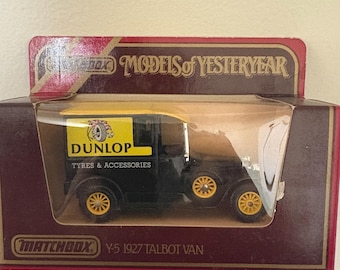 MATCHBOX
MODELS of YESTERYEAR
DUNLOP
TYRES & ACCESSORIES
MATCHBOX
Y-5 1927 TALBOT VAN